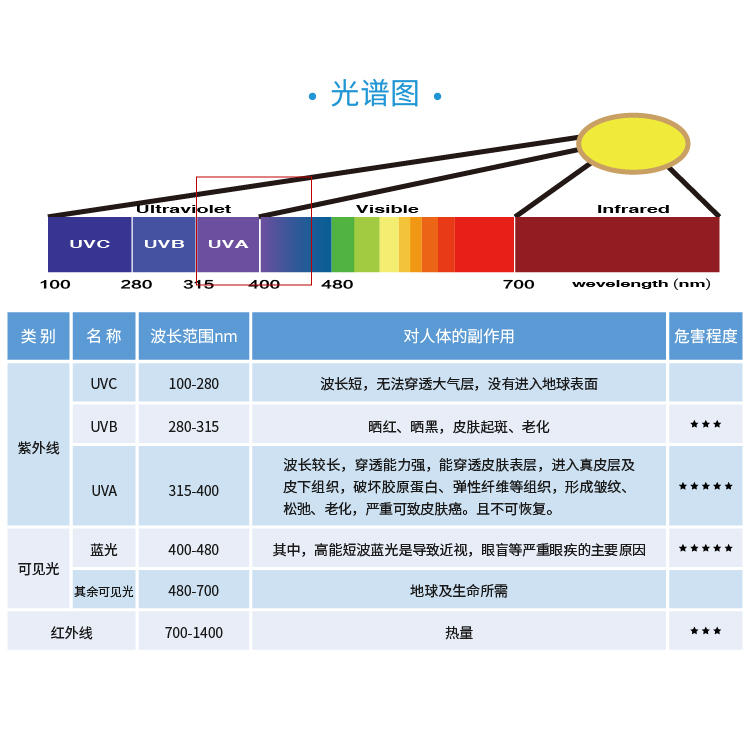 • 光谱图 •
Ultraviolet Visible Infrared
UVC UVB UVA
100 280 315 400 480 700 wevelength (nm)
类 别 名 称 波长范围nm 对人体的副作用 危害程度
紫外线
UVC 100-280 波长短，无法穿透大气层，没有进入地球表面
UVB 280-315 晒红、晒黑，皮肤起斑、老化 ★★★
UVA 315-400 波长较长，穿透能力强，能穿透皮肤表层，进入真皮层及
皮下组织，破坏胶原蛋白、弹性纤维等组织，形成皱纹、
松弛、老化，严重可致皮肤癌。且不可恢复。
★★★★★
可见光
蓝光 400-480 其中，高能短波蓝光是导致近视，眼盲等严重眼疾的主要原因 ★★★★★
其余可见光 480-700 地球及生命所需
红外线 700-1400 热量 ★★★